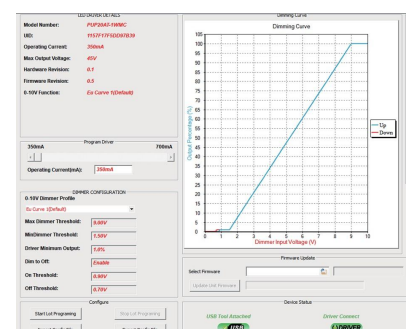 LED DRIVER DETAILS
Model Number: PUP20A5-1WMC
UID: 1157F17F5DD97B39
Operating Current: 350mA
Max Output Voltage: 45V
Hardware Revision: 0.1
Firmware Revision: 0.5
0-10V Function: Eu Curve 1(Default)
Program Driver
350mA 700mA
Operating Current(mA): 350mA
DIMMER CONFIGURATION
0-10V Dimmer Profile
Eu Curve 1(Default)
Max Dimmer Threshold: 9.00V
MinDimmer Threshold: 1.50V
Driver Minimum Output: 1.0%
Dim to Off: Enable
On Threshold: 0.90V
Off Threshold: 0.70V
Configure
Start Lot Programing Stop Lot Programing
Dimming Curve
Dimming Curve
Output Percentage (%)
105
100
95
90
85
80
75
70
65
60
55
50
45
40
35
30
25
20
15
10
5
0
0 1 2 3 4 5 6 7 8 9 10
Dimmer Input Voltage (V)
Up
Down
Firmware Update
Select Firmware
Update Usb Firmware
Device Status
USB Tool Attached Driver Connect
USB DRIVER